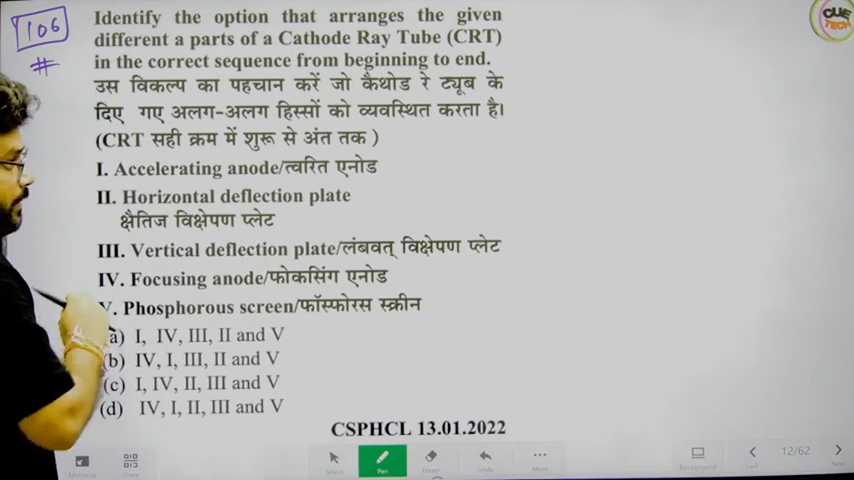 106
#
CUE TECH
Identify the option that arranges the given
different a parts of a Cathode Ray Tube (CRT)
in the correct sequence from beginning to end.
उस विकल्प का पहचान करें जो कैथोड रे ट्यूब के
दिए गए अलग-अलग हिस्सों को व्यवस्थित करता है।
(CRT सही क्रम में शुरू से अंत तक )
I. Accelerating anode/त्वरित एनोड
II. Horizontal deflection plate
क्षैतिज विक्षेपण प्लेट
III. Vertical deflection plate/लंबवत् विक्षेपण प्लेट
IV. Focusing anode/फोकसिंग एनोड
V. Phosphorous screen/फॉस्फोरस स्क्रीन
a) I, IV, III, II and V
(b) IV, I, III, II and V
(c) I, IV, II, III and V
(d) IV, I, II, III and V
CSPHCL 13.01.2022
Minimize Share Select Pen Eraser Undo More Background Last 12/62 Next